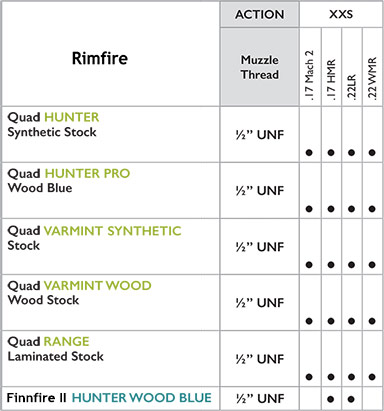 ACTION XXS
Rimfire
Muzzle
Thread
.17 Mach 2
.17 HMR
.22LR
.22 WMR
Quad HUNTER
Synthetic Stock
½” UNF
• • • •
Quad HUNTER PRO
Wood Blue
½” UNF
• • • •
Quad VARMINT SYNTHETIC
Stock
½” UNF
• • • •
Quad VARMINT WOOD
Wood Stock
½” UNF
• • • •
Quad RANGE
Laminated Stock
½” UNF
• • • •
Finnfire II HUNTER WOOD BLUE ½” UNF • •